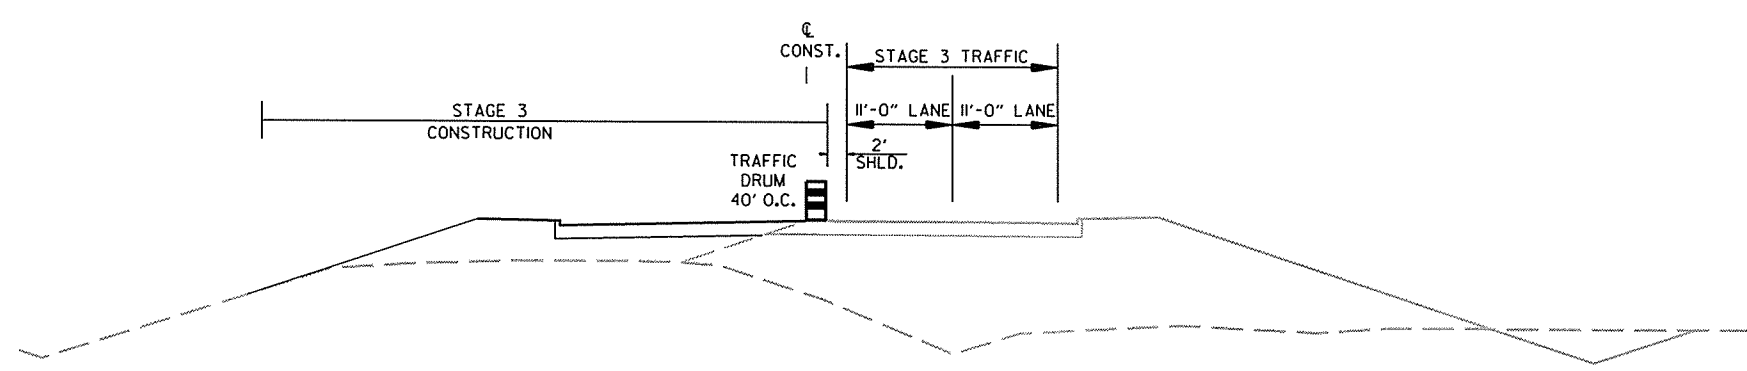 ℄
CONST.
STAGE 3 TRAFFIC
STAGE 3
CONSTRUCTION
11'-0" LANE
11'-0" LANE
2'
SHLD.
TRAFFIC
DRUM
40' O.C.